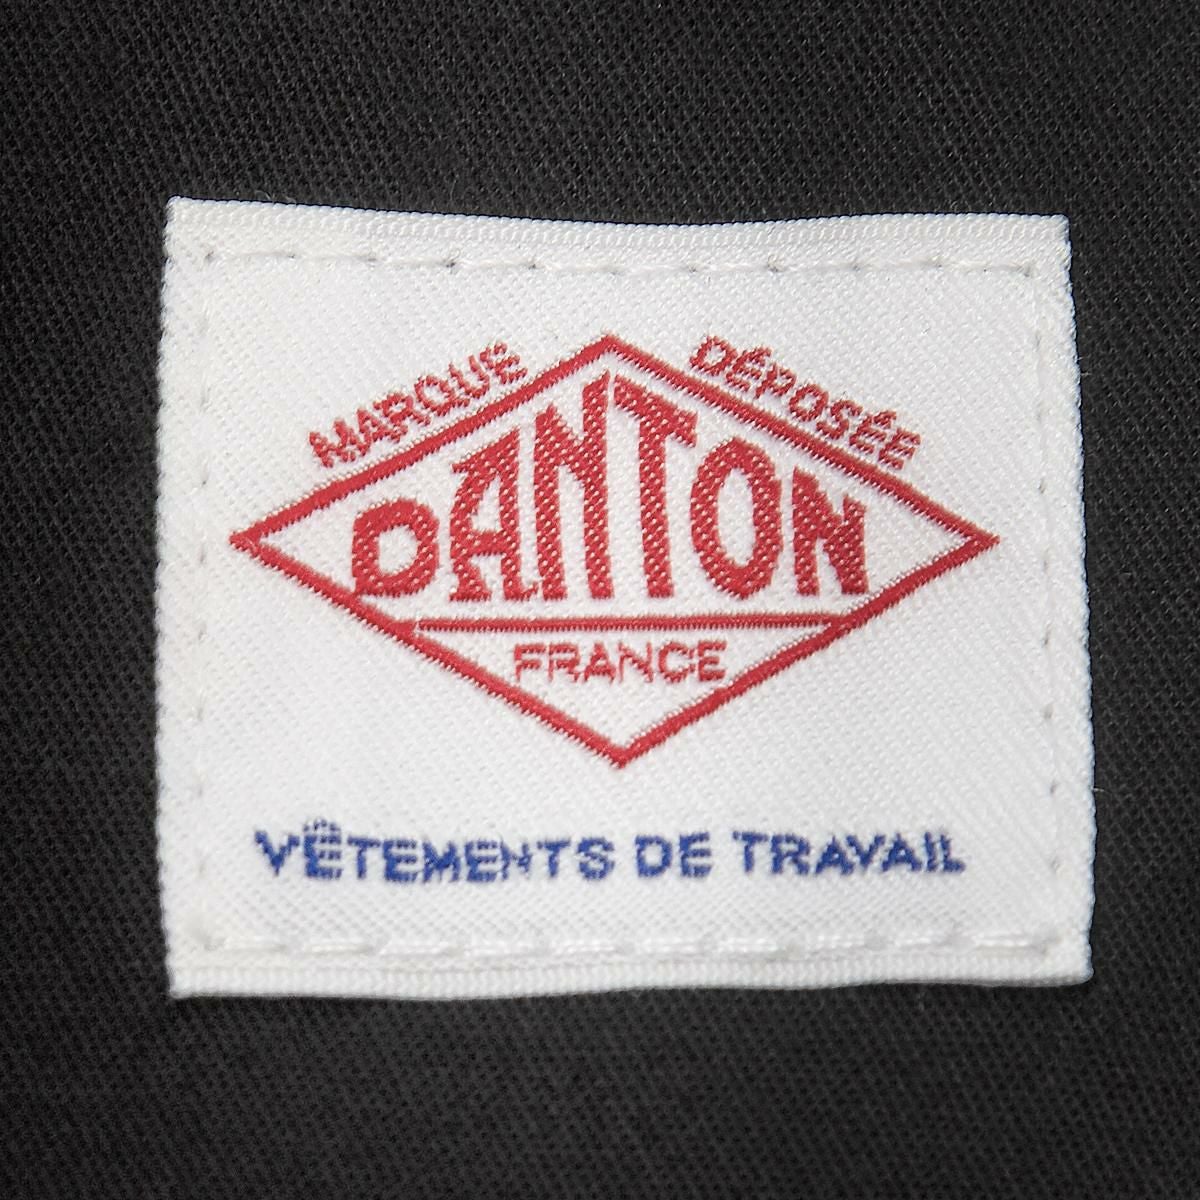 MARQUE DÉPOSÉE
DANTON
FRANCE
VÊTEMENTS DE TRAVAIL